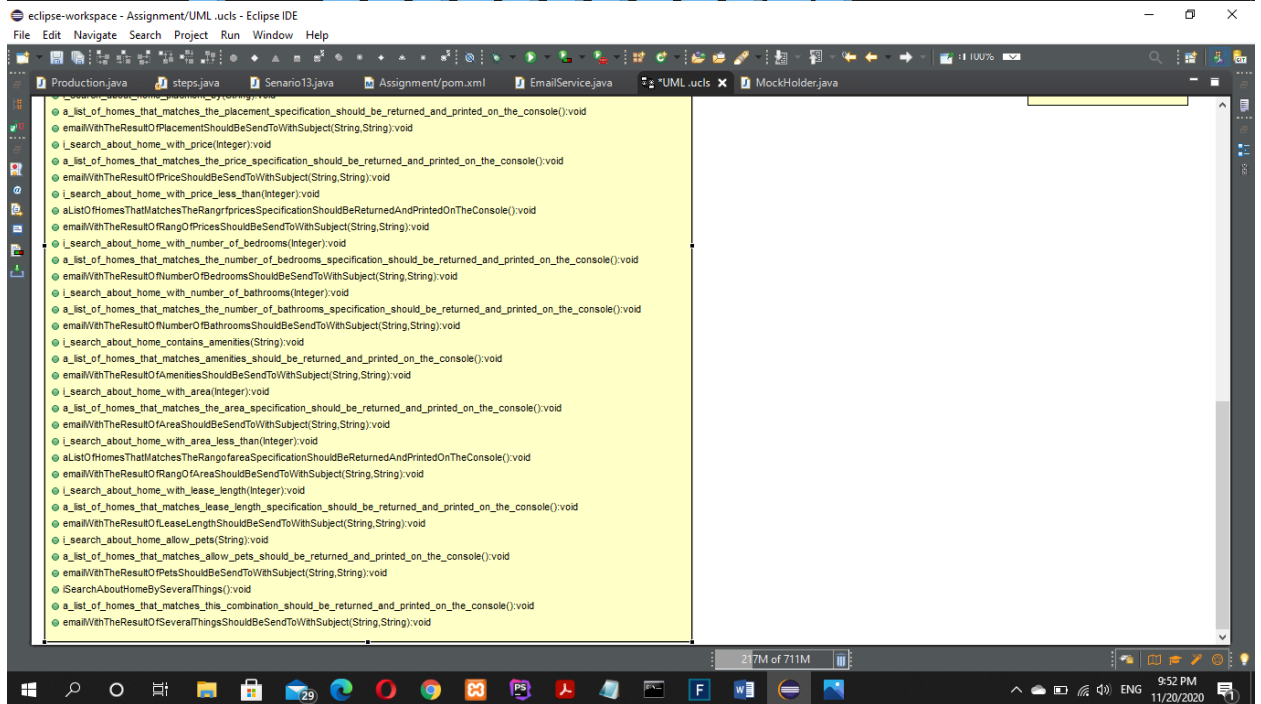 eclipse-workspace - Assignment/UML .ucls - Eclipse IDE
File Edit Navigate Search Project Run Window Help
100%
Production.java steps.java Senario13.java Assignment/pom.xml EmailService.java *UML .ucls MockHolder.java
i_search_about_home_placment_by(String):void
a_list_of_homes_that_matches_the_placement_specification_should_be_returned_and_printed_on_the_console():void
emailWithTheResultOfPlacementShouldBeSendToWithSubject(String,String):void
i_search_about_home_with_price(Integer):void
a_list_of_homes_that_matches_the_price_specification_should_be_returned_and_printed_on_the_console():void
emailWithTheResultOfPriceShouldBeSendToWithSubject(String,String):void
i_search_about_home_with_price_less_than(Integer):void
aListOfHomesThatMatchesTheRangrfpricesSpecificationShouldBeReturnedAndPrintedOnTheConsole():void
emailWithTheResultOfRangOfPricesShouldBeSendToWithSubject(String,String):void
i_search_about_home_with_number_of_bedrooms(Integer):void
a_list_of_homes_that_matches_the_number_of_bedrooms_specification_should_be_returned_and_printed_on_the_console():void
emailWithTheResultOfNumberOfBedroomsShouldBeSendToWithSubject(String,String):void
i_search_about_home_with_number_of_bathrooms(Integer):void
a_list_of_homes_that_matches_the_number_of_bathrooms_specification_should_be_returned_and_printed_on_the_console():void
emailWithTheResultOfNumberOfBathroomsShouldBeSendToWithSubject(String,String):void
i_search_about_home_contains_amenities(String):void
a_list_of_homes_that_matches_amenities_should_be_returned_and_printed_on_the_console():void
emailWithTheResultOfAmenitiesShouldBeSendToWithSubject(String,String):void
i_search_about_home_with_area(Integer):void
a_list_of_homes_that_matches_the_area_specification_should_be_returned_and_printed_on_the_console():void
emailWithTheResultOfAreaShouldBeSendToWithSubject(String,String):void
i_search_about_home_with_area_less_than(Integer):void
aListOfHomesThatMatchesTheRangofareaSpecificationShouldBeReturnedAndPrintedOnTheConsole():void
emailWithTheResultOfRangOfAreaShouldBeSendToWithSubject(String,String):void
i_search_about_home_with_lease_length(Integer):void
a_list_of_homes_that_matches_lease_length_specification_should_be_returned_and_printed_on_the_console():void
emailWithTheResultOfLeaseLengthShouldBeSendToWithSubject(String,String):void
i_search_about_home_allow_pets(String):void
a_list_of_homes_that_matches_allow_pets_should_be_returned_and_printed_on_the_console():void
emailWithTheResultOfPetsShouldBeSendToWithSubject(String,String):void
iSearchAboutHomeBySeveralThings():void
a_list_of_homes_that_matches_this_combination_should_be_returned_and_printed_on_the_console():void
emailWithTheResultOfSeveralThingsShouldBeSendToWithSubject(String,String):void
217M of 711M
29
ENG
9:52 PM
11/20/2020
1